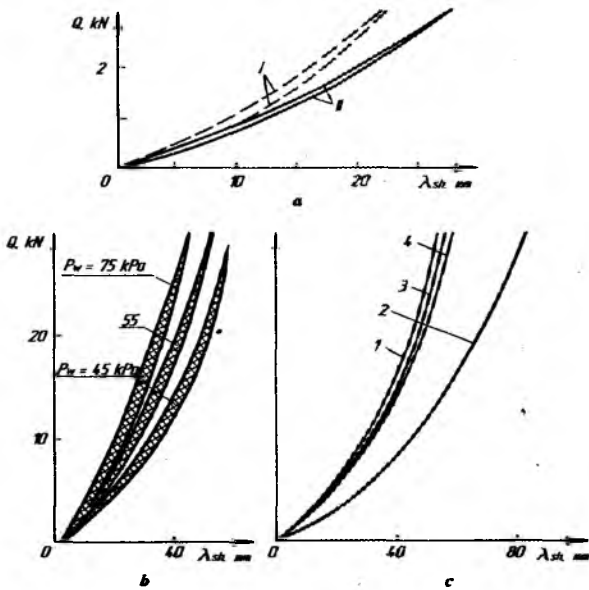 Q, kN
2
I
II
0
10
20
λsh. mm
a
Q, kN
Pw = 75 kPa
55
Pw = 45 kPa
20
10
0
40
λsh. mm
b
4
3
2
1
0
40
80
λsh. mm
c